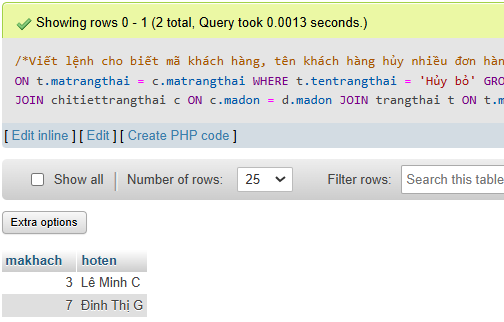 Showing rows 0 - 1 (2 total, Query took 0.0013 seconds.)
/*Viết lệnh cho biết mã khách hàng, tên khách hàng hủy nhiều đơn hàn
ON t.matrangthai = c.matrangthai WHERE t.tentrangthai = 'Hủy bỏ' GRO
JOIN chitiettrangthai c ON c.madon = d.madon JOIN trangthai t ON t.m
[ Edit inline ] [ Edit ] [ Create PHP code ]
Show all Number of rows: 25 Filter rows: Search this table
Extra options
makhach hoten
3 Lê Minh C
7 Đinh Thị G